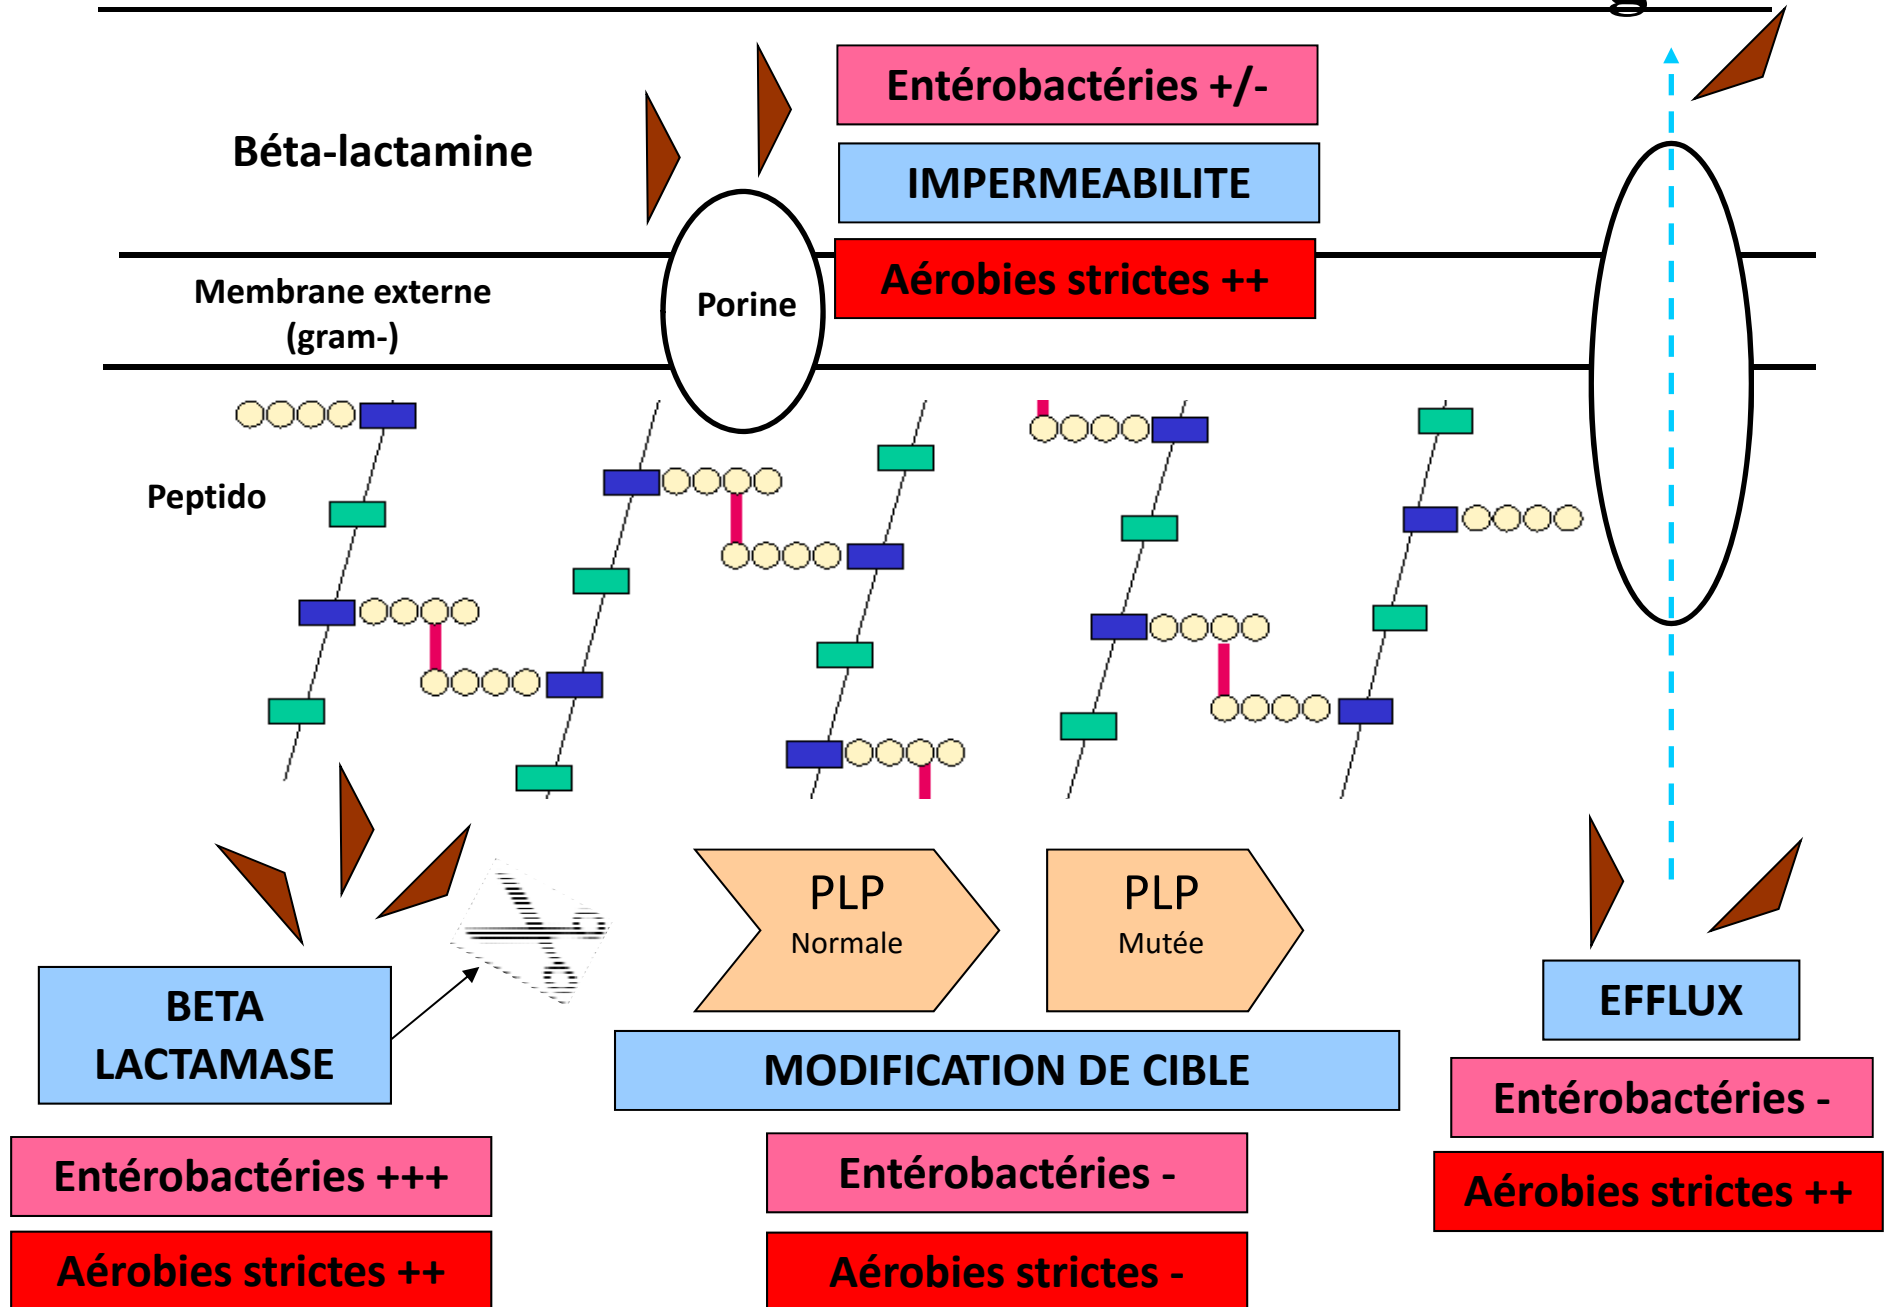 Entérobactéries +/-
Béta-lactamine
IMPERMEABILITE
Aérobies strictes ++
Membrane externe
(gram-)
Porine
Peptido
PLP
Normale
PLP
Mutée
BETA
LACTAMASE
EFFLUX
MODIFICATION DE CIBLE
Entérobactéries -
Aérobies strictes ++
Entérobactéries +++
Entérobactéries -
Aérobies strictes ++
Aérobies strictes -